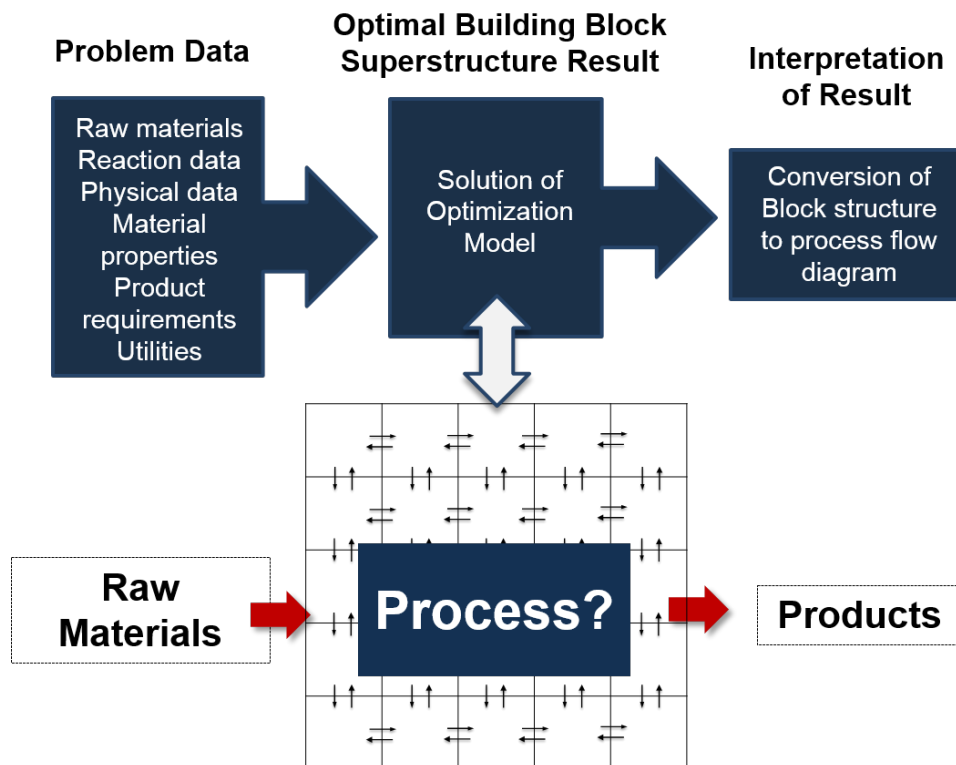 Problem Data
Optimal Building Block
Superstructure Result
Interpretation
of Result
Raw materials
Reaction data
Physical data
Material
properties
Product
requirements
Utilities
Solution of
Optimization
Model
Conversion of
Block structure
to process flow
diagram
Raw
Materials
Process?
Products